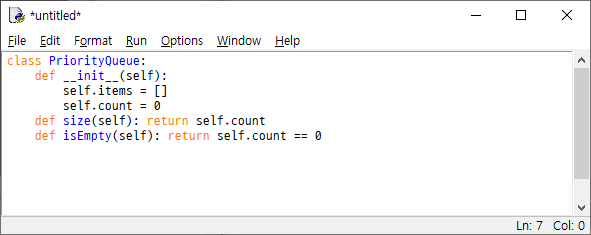 *untitled*
File Edit Format Run Options Window Help
class PriorityQueue:
    def __init__(self):
        self.items = []
        self.count = 0
    def size(self): return self.count
    def isEmpty(self): return self.count == 0
Ln: 7 Col: 0